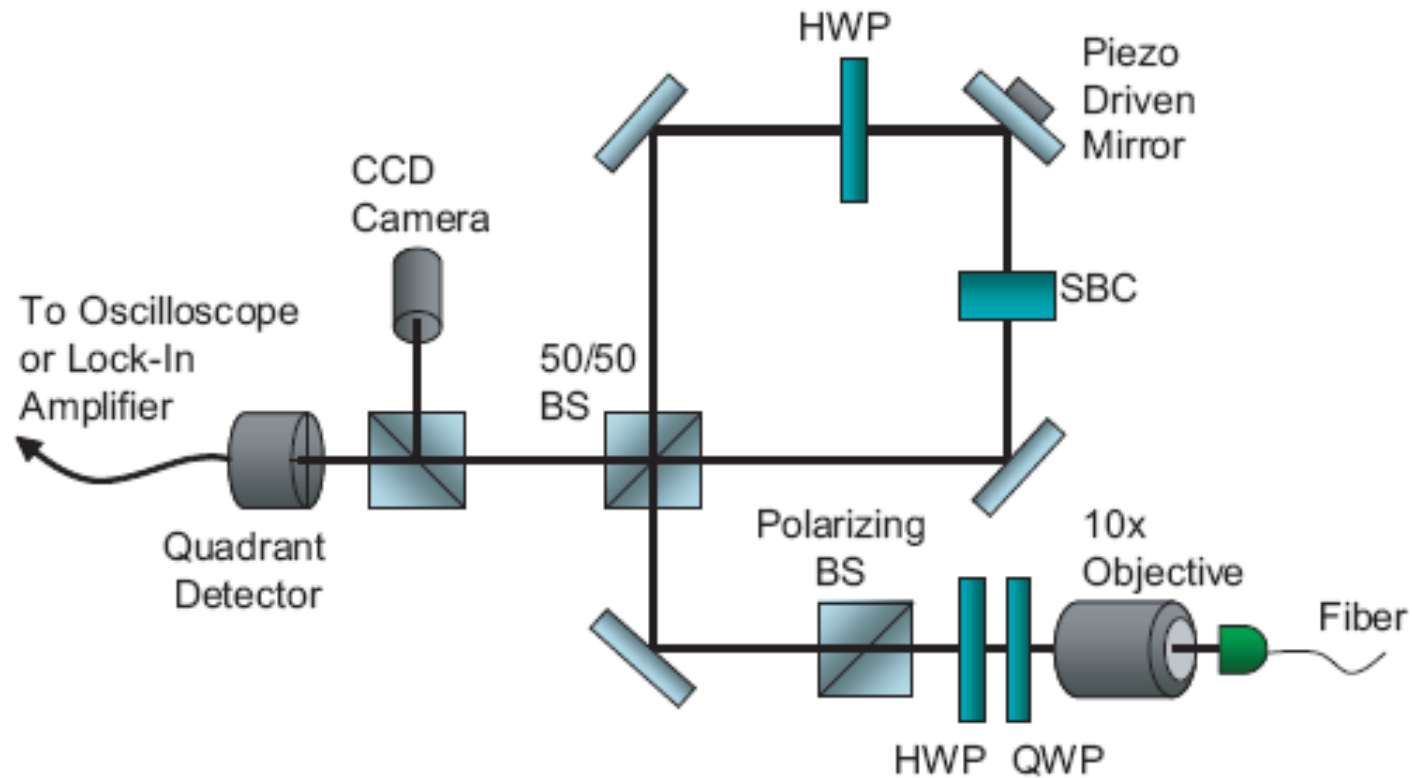 HWP
Piezo
Driven
Mirror
CCD
Camera
SBC
To Oscilloscope
or Lock-In
Amplifier
50/50
BS
Quadrant
Detector
Polarizing
BS
10x
Objective
Fiber
HWP
QWP